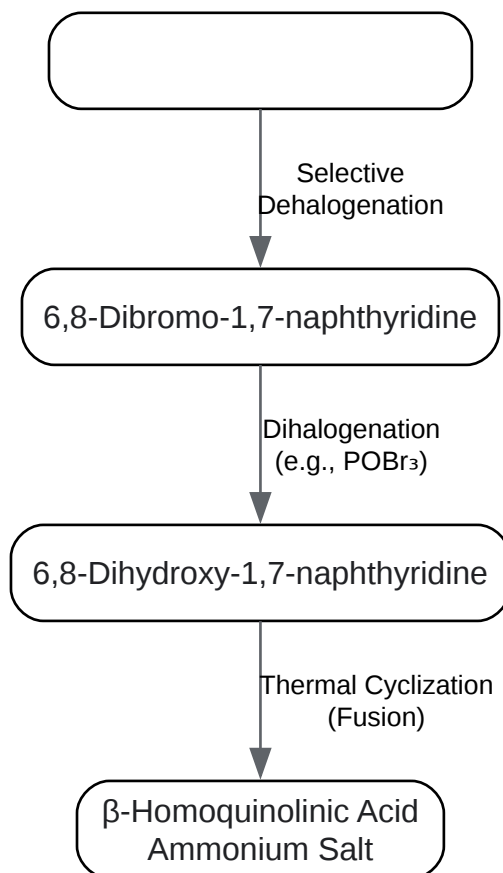 Selective
Dehalogenation
6,8-Dibromo-1,7-naphthyridine
Dihalogenation
(e.g., POBr₃)
6,8-Dihydroxy-1,7-naphthyridine
Thermal Cyclization
(Fusion)
β-Homoquinolinic Acid
Ammonium Salt